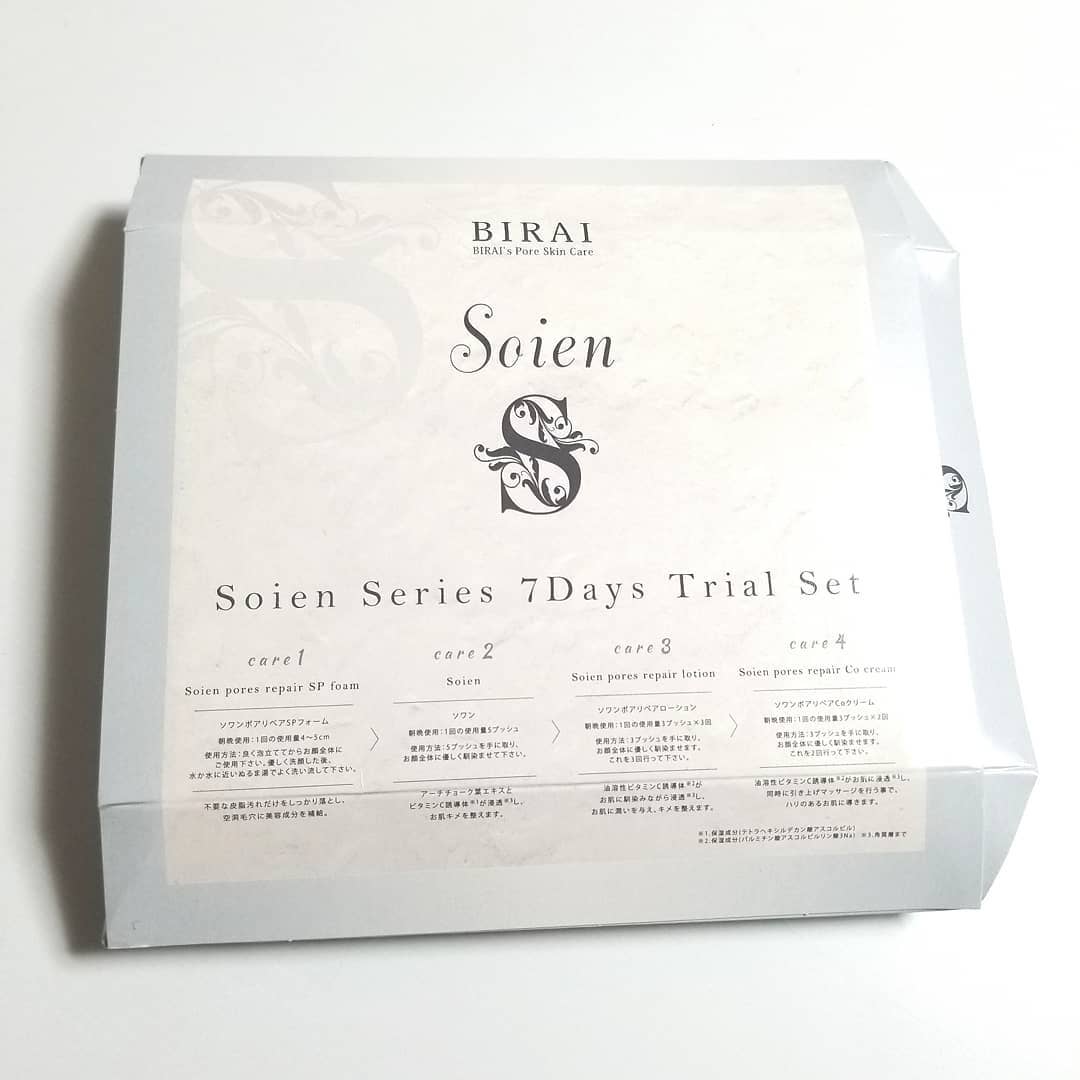 BIRAI
BIRAI's Pore Skin Care
Soien
S
Soien Series 7Days Trial Set
care1
Soien pores repair SP foam
ソワンポアリペアSPフォーム
朝晩使用:1回の使用量4〜5cm
使用方法:良く泡立ててからお顔全体に
ご使用下さい。優しく洗顔した後、
水か水に近いぬるま湯でよく洗い流して下さい。
不要な皮脂汚れだけをしっかり落とし、
空洞毛穴に美容成分を補給。
care2
Soien
ソワン
朝晩使用:1回の使用量5プッシュ
使用方法:5プッシュを手に取り、
お顔全体に優しく馴染ませて下さい。
アーチチョーク葉エキスと
ビタミンC誘導体※1が浸透※3し、
お肌キメを整えます。
care3
Soien pores repair lotion
ソワンポアリペアローション
朝晩使用:1回の使用量3プッシュ×3回
使用方法:3プッシュを手に取り、
お顔全体に優しく馴染ませます。
これを3回行って下さい。
油溶性ビタミンC誘導体※2が
お肌に馴染みながら浸透※3し、
お肌に潤いを与え、キメを整えます。
care4
Soien pores repair Co cream
ソワンポアリペアCoクリーム
朝晩使用:1回の使用量3プッシュ×2回
使用方法:3プッシュを手に取り、
お顔全体に優しく馴染ませます。
これを2回行って下さい。
油溶性ビタミンC誘導体※2がお肌に浸透※3し、
同時に引き上げマッサージを行う事で、
ハリのあるお肌に導きます。
※1.保湿成分(テトラヘキシルデカン酸アスコルビル)
※2.保湿成分(パルミチン酸アスコルビルリン酸3Na) ※3.角質層まで
S